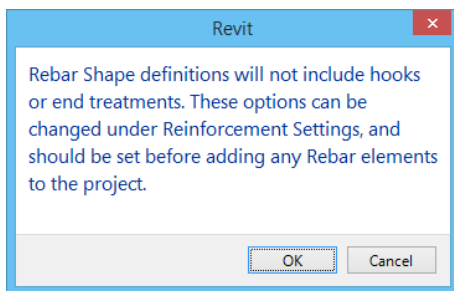 Revit
Rebar Shape definitions will not include hooks
or end treatments. These options can be
changed under Reinforcement Settings, and
should be set before adding any Rebar elements
to the project.
OK Cancel